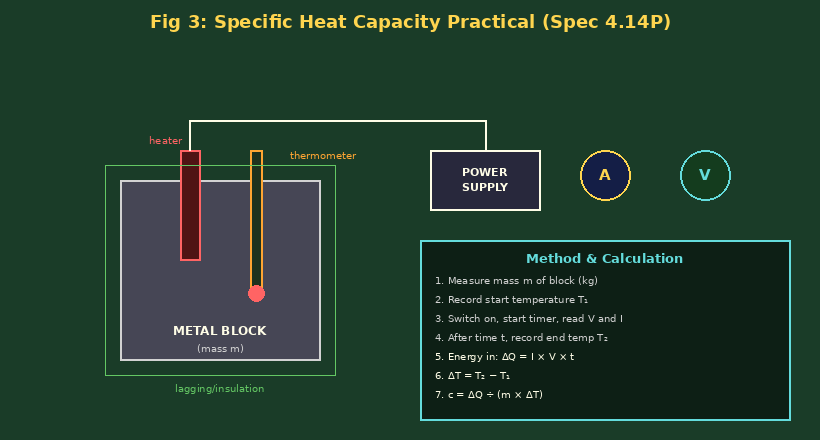 Fig 3: Specific Heat Capacity Practical (Spec 4.14P)
heater
thermometer
POWER
SUPPLY
A
V
METAL BLOCK
(mass m)
lagging/insulation
Method & Calculation
1. Measure mass m of block (kg)
2. Record start temperature T₁
3. Switch on, start timer, read V and I
4. After time t, record end temp T₂
5. Energy in: ΔQ = I × V × t
6. ΔT = T₂ − T₁
7. c = ΔQ ÷ (m × ΔT)